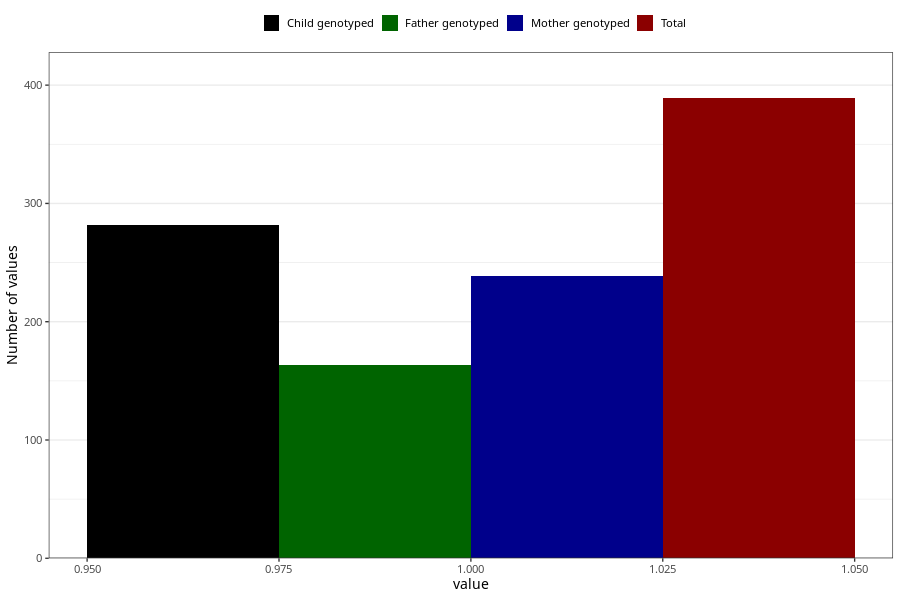 Child genotyped Father genotyped Mother genotyped Total
400
300
200
100
0
Number of values
0.950 0.975 1.000 1.025 1.050
value